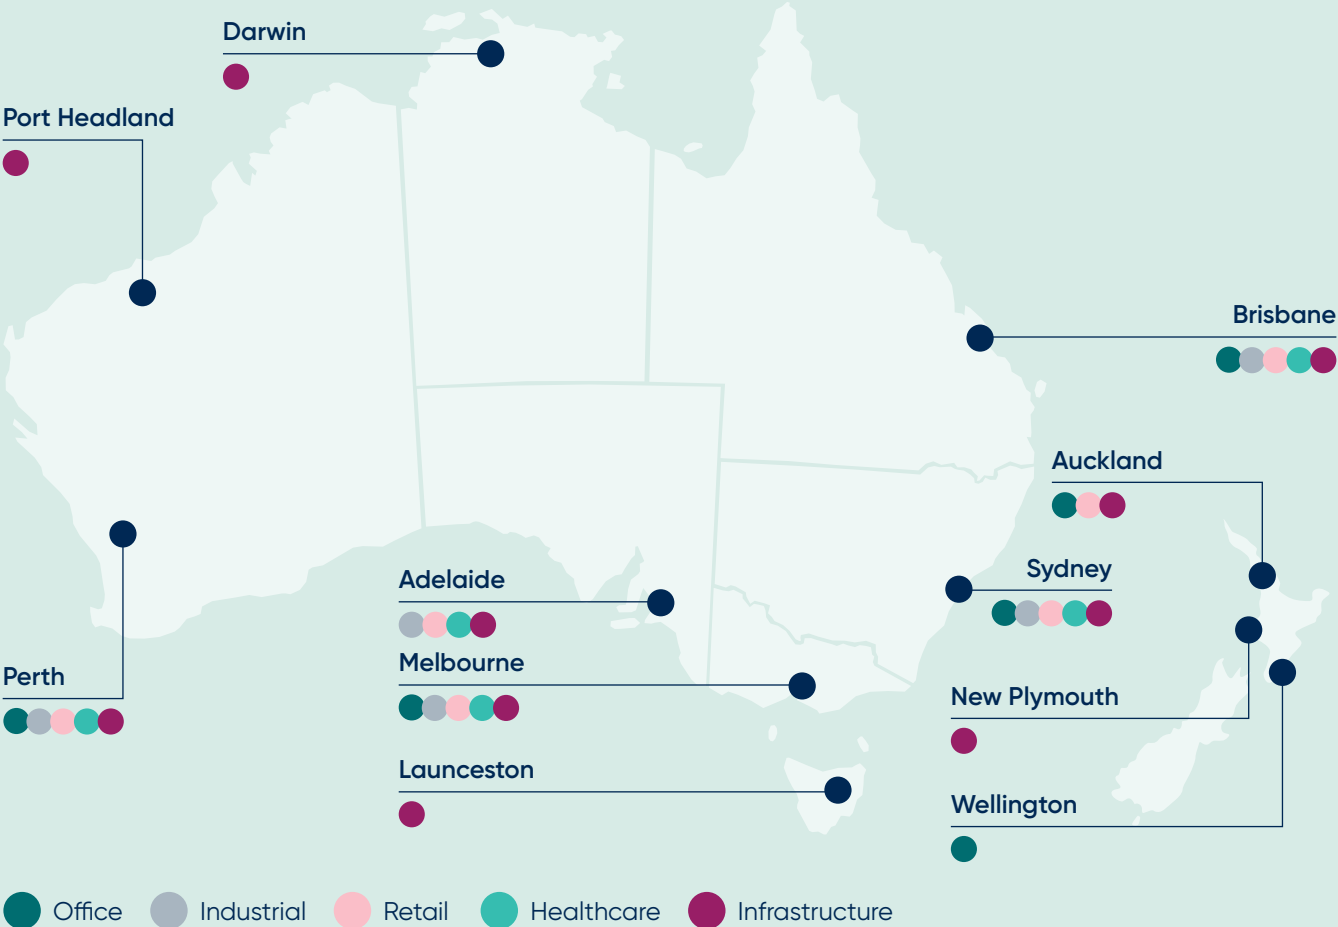 Darwin
Port Headland
Brisbane
Auckland
Sydney
Adelaide
Melbourne
Perth
New Plymouth
Launceston
Wellington
Office
Industrial
Retail
Healthcare
Infrastructure